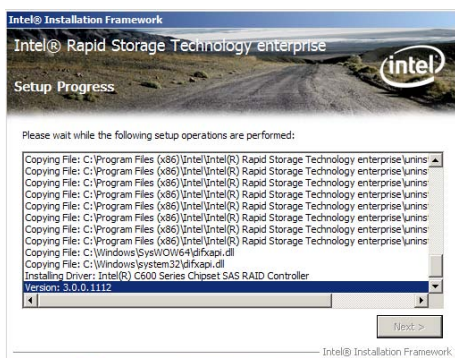 Intel® Installation Framework
Intel® Rapid Storage Technology enterprise
intel
Setup Progress
Please wait while the following setup operations are performed:
Copying File: C:\Program Files (x86)\Intel\Intel(R) Rapid Storage Technology enterprise\unins
Copying File: C:\Program Files (x86)\Intel\Intel(R) Rapid Storage Technology enterprise\unins
Copying File: C:\Program Files (x86)\Intel\Intel(R) Rapid Storage Technology enterprise\unins
Copying File: C:\Program Files (x86)\Intel\Intel(R) Rapid Storage Technology enterprise\unins
Copying File: C:\Program Files (x86)\Intel\Intel(R) Rapid Storage Technology enterprise\unins
Copying File: C:\Program Files (x86)\Intel\Intel(R) Rapid Storage Technology enterprise\unins
Copying File: C:\Program Files (x86)\Intel\Intel(R) Rapid Storage Technology enterprise\unins
Copying File: C:\Program Files (x86)\Intel\Intel(R) Rapid Storage Technology enterprise\unins
Copying File: C:\Windows\SysWOW64\difxapi.dll
Copying File: C:\Windows\system32\difxapi.dll
Installing Driver: Intel(R) C600 Series Chipset SAS RAID Controller
Version: 3.0.0.1112
Next >
Intel® Installation Framework